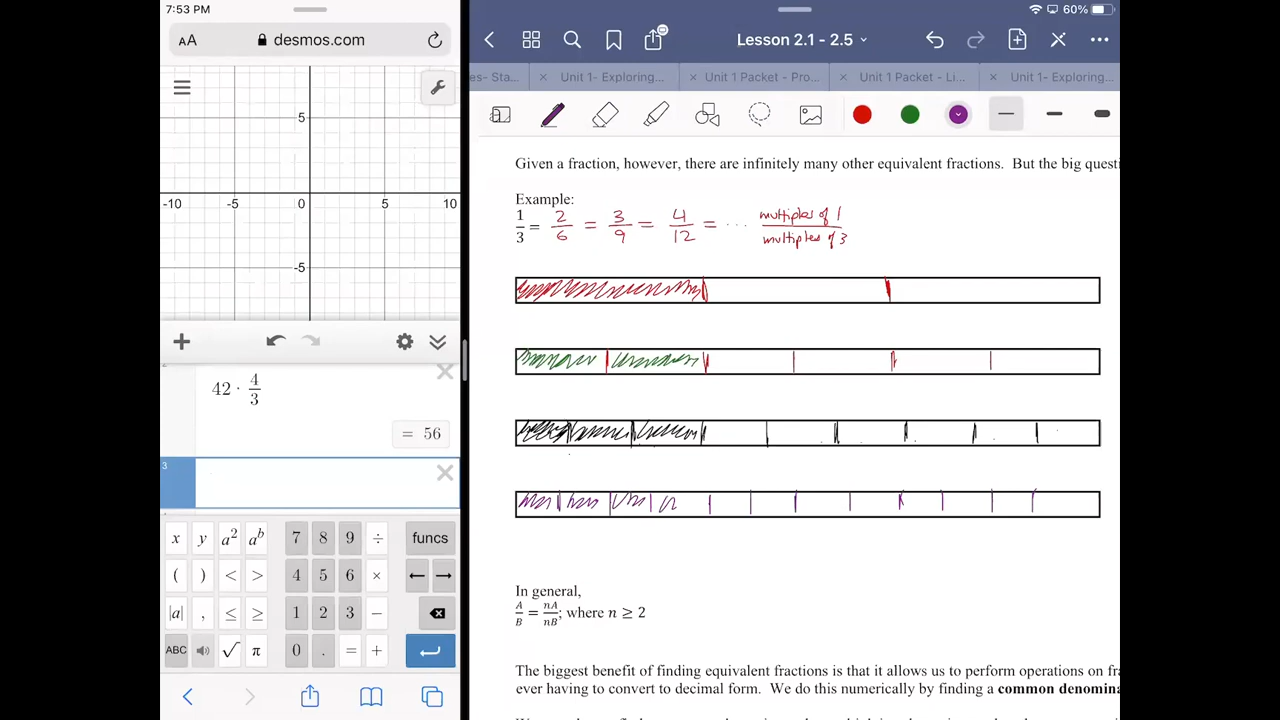 7:53 PM
60%
AA desmos.com
Lesson 2.1 - 2.5
es- Sta...
Unit 1- Exploring...
Unit 1 Packet - Pro...
Unit 1 Packet - Li...
Unit 1- Exploring...
5
-10 -5 0 5 10
-5
42 · 4/3
= 56
3
x y a² aᵇ 7 8 9 ÷ funcs
( ) < > 4 5 6 × ← →
|a| , ≤ ≥ 1 2 3 −
ABC √ π 0 . = +
Given a fraction, however, there are infinitely many other equivalent fractions. But the big questi
Example:
1/3 = 2/6 = 3/9 = 4/12 = ... multiples of 1 / multiples of 3
In general,
A/B = nA/nB; where n ≥ 2
The biggest benefit of finding equivalent fractions is that it allows us to perform operations on fra
ever having to convert to decimal form. We do this numerically by finding a common denomina